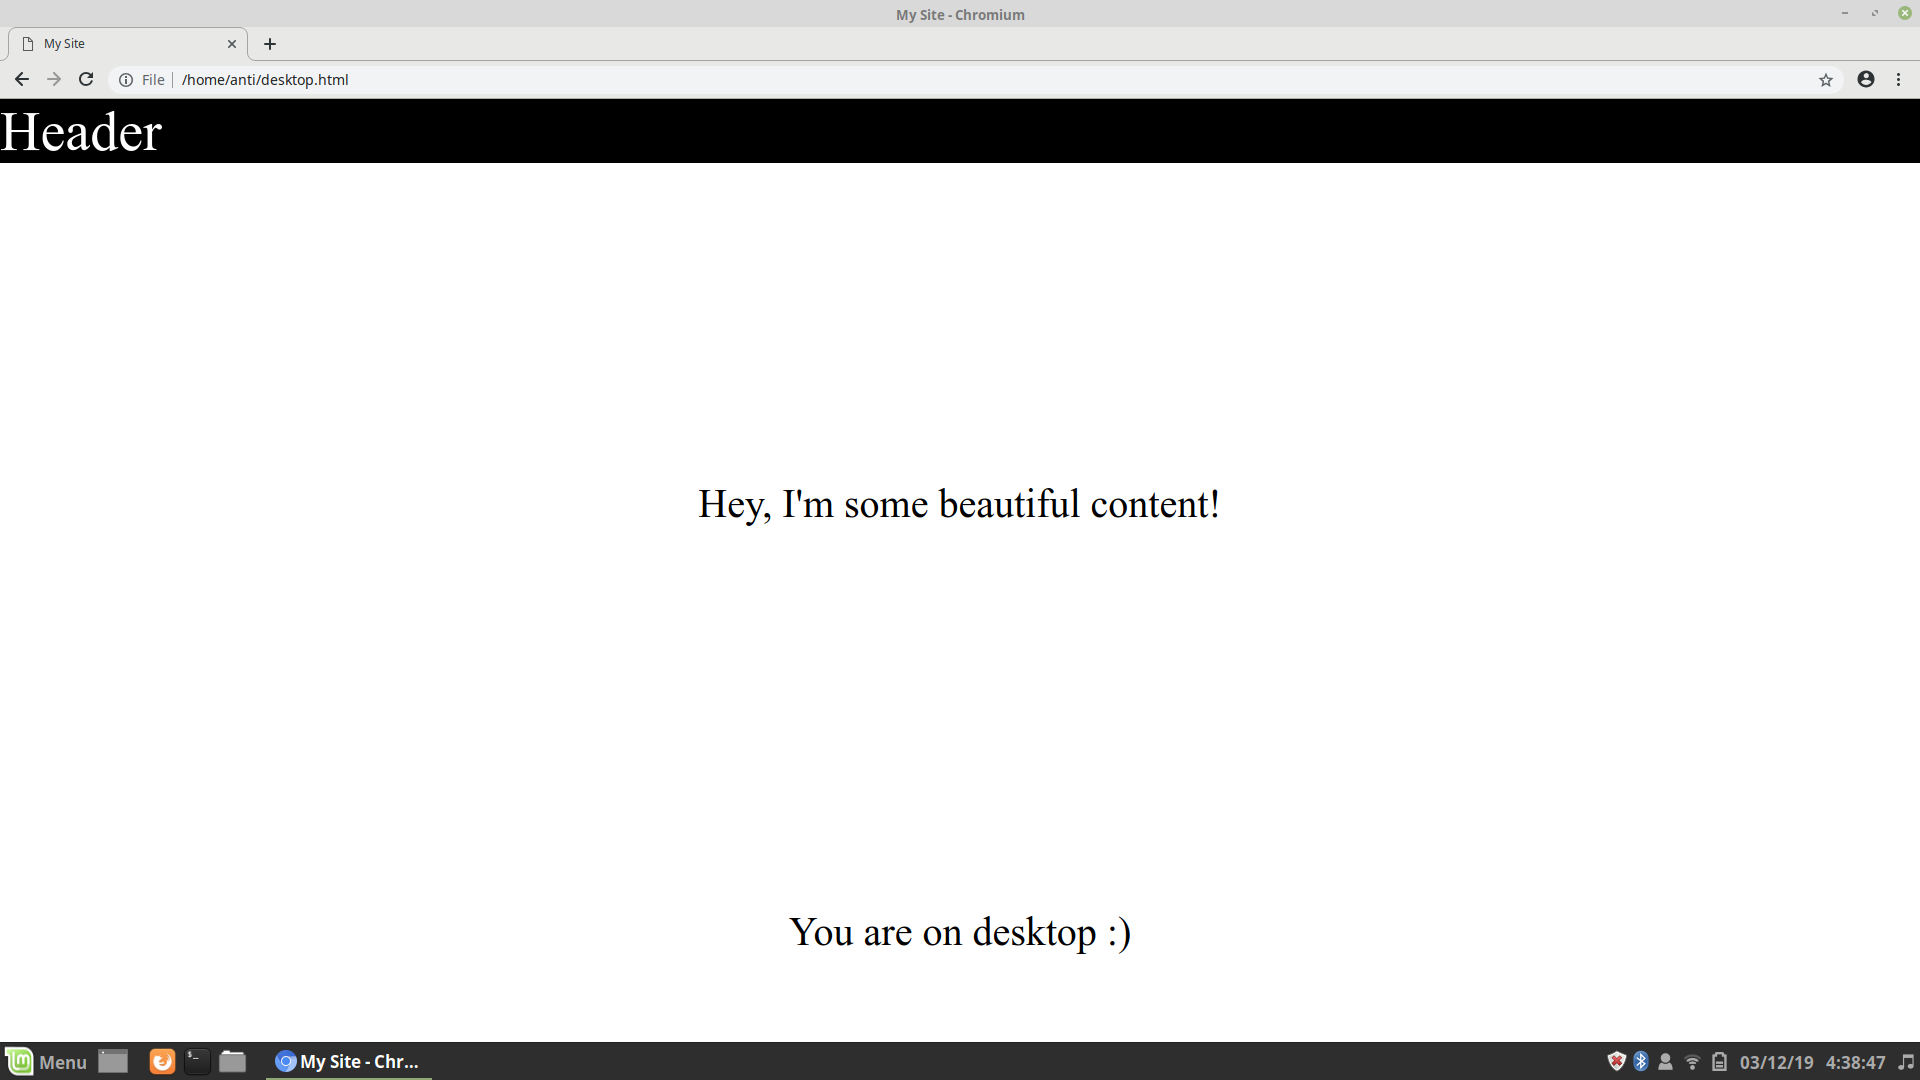 My Site - Chromium
My Site
File /home/anti/desktop.html
Header
Hey, I'm some beautiful content!
You are on desktop :)
Menu $_ My Site - Chr... 03/12/19 4:38:47